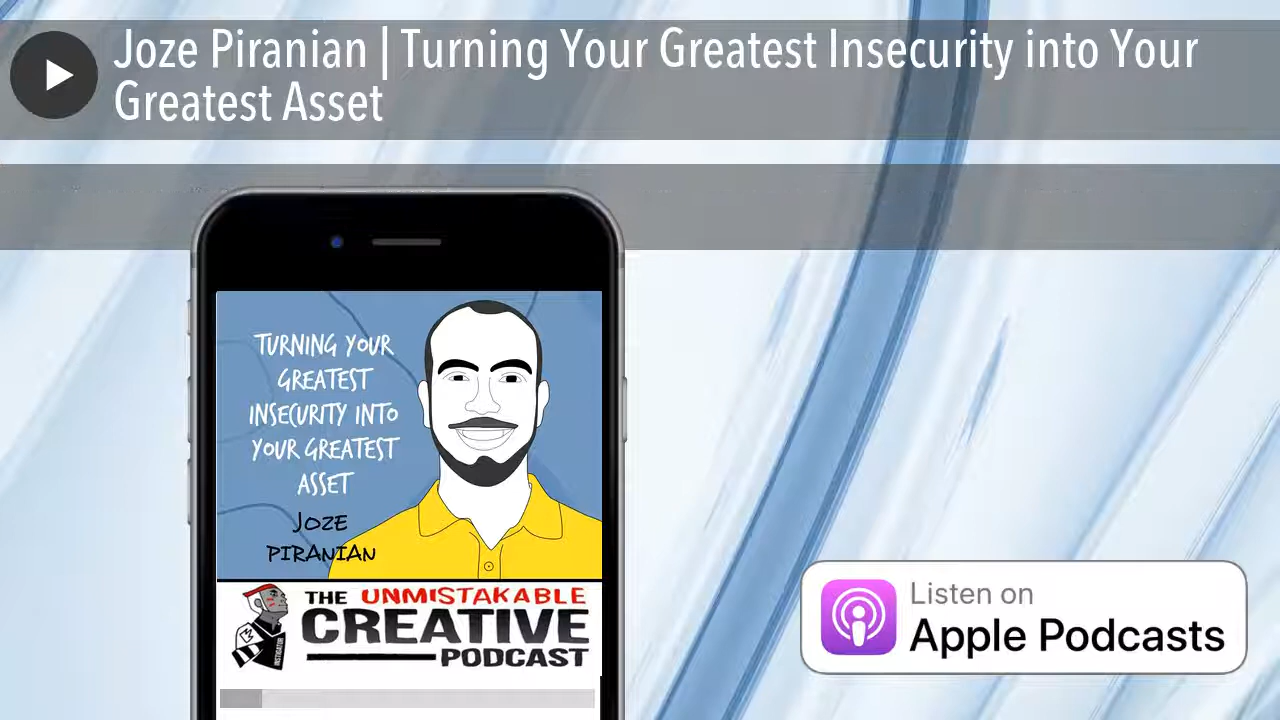 Joze Piranian | Turning Your Greatest Insecurity into Your
Greatest Asset
TURNING YOUR
GREATEST
INSECURITY INTO
YOUR GREATEST
ASSET
JOZE
PIRANIAN
THE UNMISTAKABLE
CREATIVE
PODCAST
INSTIGATOR
Listen on
Apple Podcasts